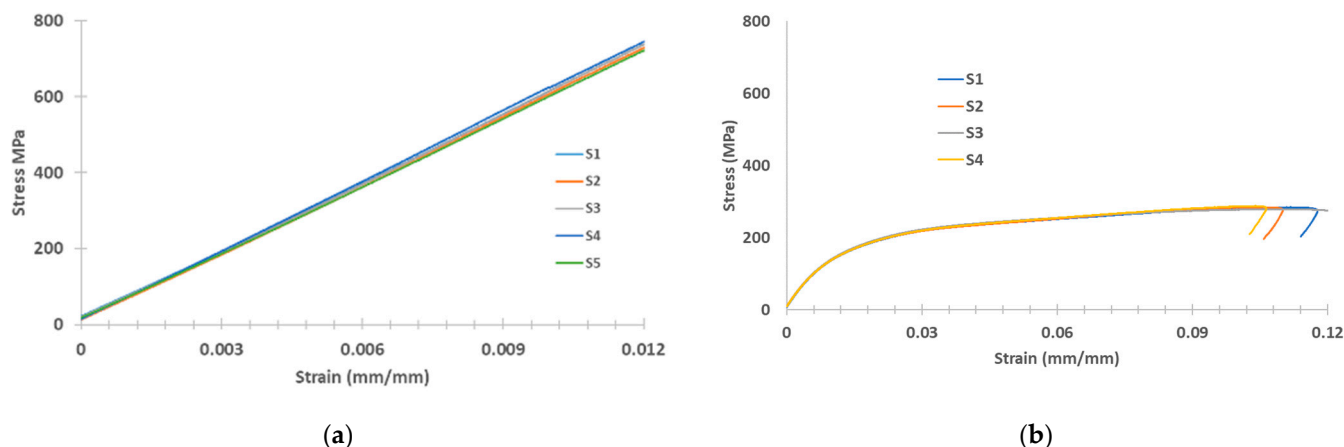 800
600
400
200
0
Stress MPa
S1
S2
S3
S4
S5
0 0.003 0.006 0.009 0.012
Strain (mm/mm)
(a)
800
600
400
200
0
Stress (MPa)
S1
S2
S3
S4
0 0.03 0.06 0.09 0.12
Strain (mm/mm)
(b)